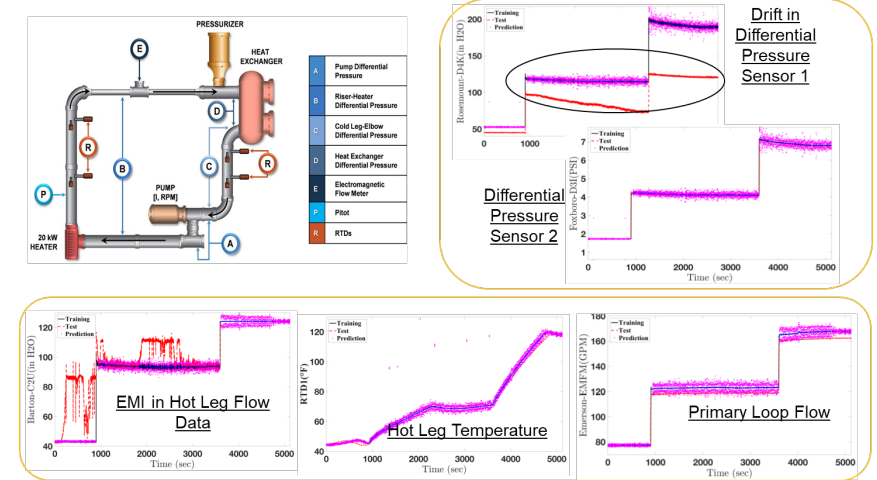 PRESSURIZER
HEAT
EXCHANGER
E
D
R
B
C
R
P
PUMP
[I, RPM]
20 kW
HEATER
A
A Pump Differential
Pressure
B Riser-Heater
Differential Pressure
C Cold Leg-Elbow
Differential Pressure
D Heat Exchanger
Differential Pressure
E Electromagnetic
Flow Meter
P Pitot
R RTDs
Drift in
Differential
Pressure
Sensor 1
Rosemount-D4K(in H2O)
200
150
100
50
Training
Test
Prediction
0 1000 2000 3000
Differential
Pressure
Sensor 2
Foxboro-D3I(PSI)
7
6
5
4
3
2
1
Training
Test
Prediction
0 1000 2000 3000 4000 5000
Time (sec)
Barton-C2U(in H2O)
120
100
80
60
40
Training
Test
Prediction
EMI in Hot Leg Flow
Data
0 1000 2000 3000 4000 5000
Time (sec)
RTD1(°F)
120
100
80
60
40
Training
Test
Prediction
Hot Leg Temperature
0 1000 2000 3000 4000 5000
Time (sec)
Emerson-EMFM(GPM)
180
160
140
120
100
80
Training
Test
Prediction
Primary Loop Flow
0 1000 2000 3000 4000 5000
Time (sec)